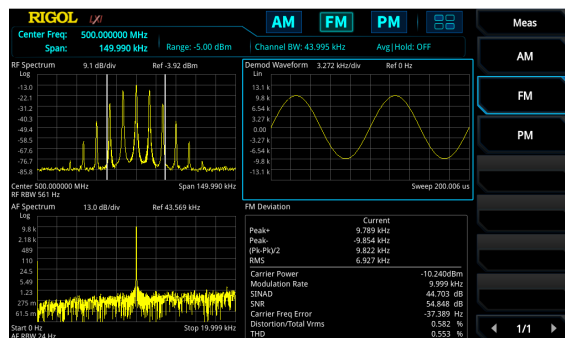 RIGOL LXI
AM FM PM
Meas
Center Freq: 500.000000 MHz
Span: 149.990 kHz
Range: -5.00 dBm
Channel BW: 43.995 kHz
Avg|Hold: OFF
AM
FM
PM
RF Spectrum 9.1 dB/div Ref -3.92 dBm
Log
-13.0
-22.1
-31.2
-40.3
-49.4
-58.5
-67.6
-76.7
-85.8
Center 500.000000 MHz Span 149.990 kHz
RF RBW 561 Hz
Demod Waveform 3.272 kHz/div Ref 0 Hz
Lin
13.1 k
9.8 k
6.54 k
3.27 k
0.00
-3.27 k
-6.54 k
-9.8 k
-13.1 k
Sweep 200.006 us
AF Spectrum 13.0 dB/div Ref 43.569 kHz
Log
9.8 k
2.18 k
489
110
24.5
5.49
1.23
275 m
61.5 m
Start 0 Hz Stop 19.999 kHz
AF RBW 24 Hz
FM Deviation
Current
Peak+ 9.789 kHz
Peak- -9.854 kHz
(Pk-Pk)/2 9.822 kHz
RMS 6.927 kHz
Carrier Power -10.240dBm
Modulation Rate 9.999 kHz
SINAD 44.703 dB
SNR 54.848 dB
Carrier Freq Error -37.389 Hz
Distortion/Total Vrms 0.582 %
THD 0.553 %
1/1